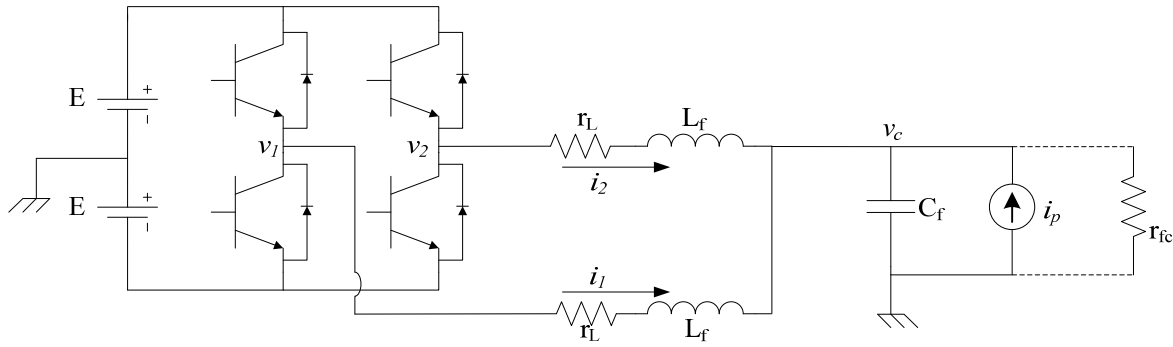 E
+
-
E
+
-
v1
v2
rL
Lf
i2
i1
rL
Lf
vc
Cf
ip
rfc